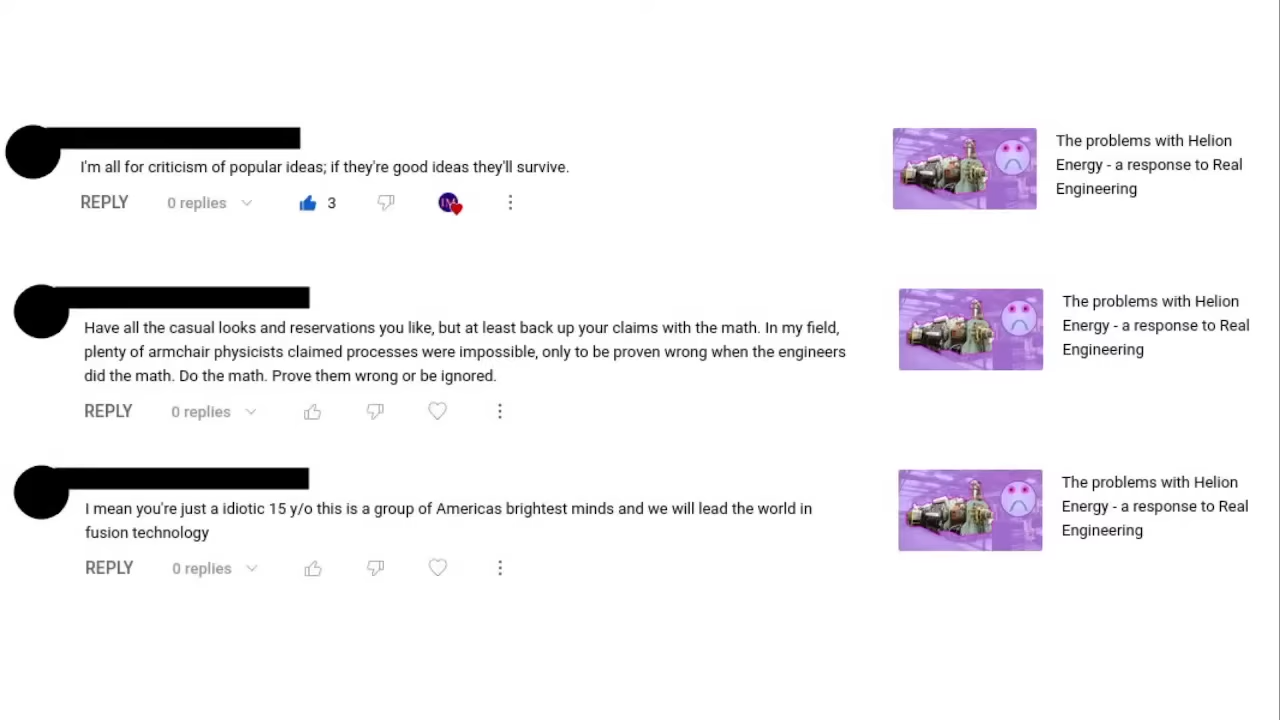 I'm all for criticism of popular ideas; if they're good ideas they'll survive.
REPLY 0 replies 3
The problems with Helion
Energy - a response to Real
Engineering
Have all the casual looks and reservations you like, but at least back up your claims with the math. In my field,
plenty of armchair physicists claimed processes were impossible, only to be proven wrong when the engineers
did the math. Do the math. Prove them wrong or be ignored.
REPLY 0 replies
The problems with Helion
Energy - a response to Real
Engineering
I mean you're just a idiotic 15 y/o this is a group of Americas brightest minds and we will lead the world in
fusion technology
REPLY 0 replies
The problems with Helion
Energy - a response to Real
Engineering